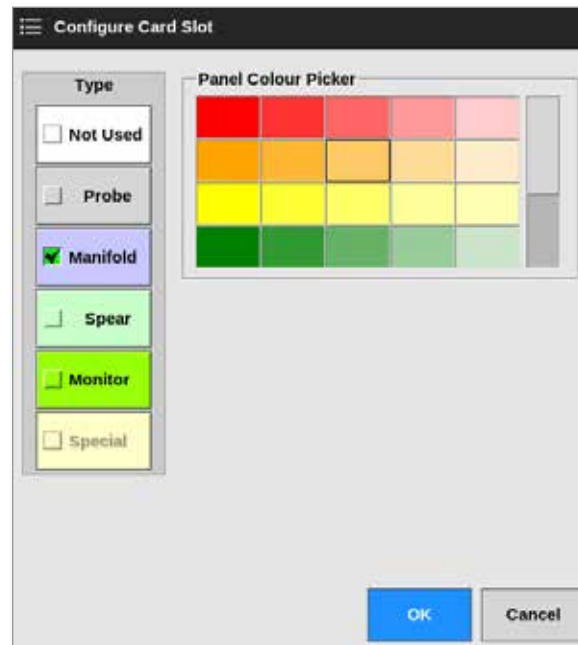 Configure Card Slot
Type
Panel Colour Picker
Not Used
Probe
Manifold
Spear
Monitor
Special
OK
Cancel